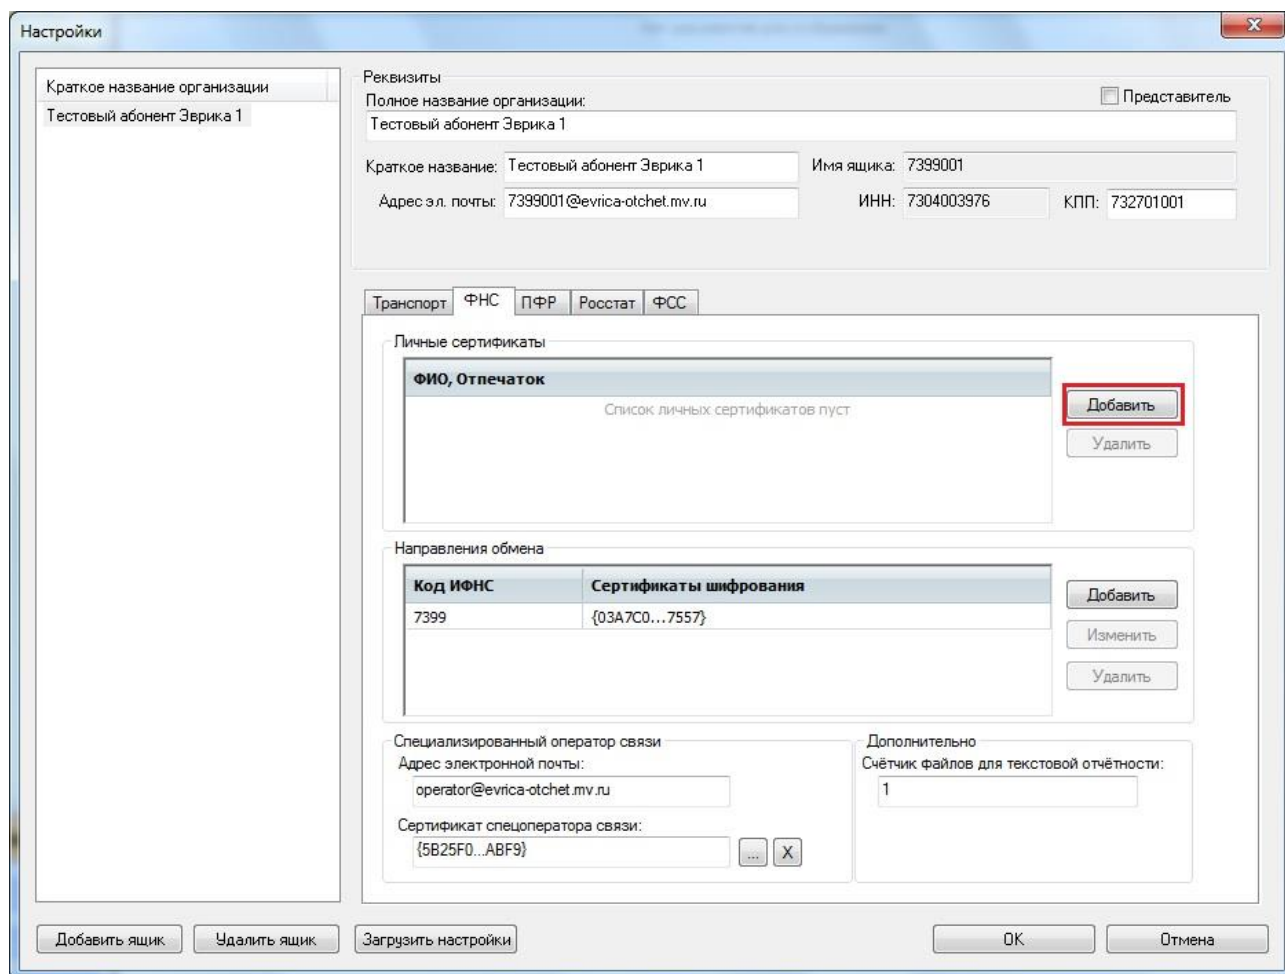 Настройки
Краткое название организации
Тестовый абонент Эврика 1
Реквизиты
Полное название организации:
Представитель
Тестовый абонент Эврика 1
Краткое название: Тестовый абонент Эврика 1 Имя ящика: 7399001
Адрес эл. почты: 7399001@evrica-otchet.mv.ru ИНН: 7304003976 КПП: 732701001
Транспорт ФНС ПФР Росстат ФСС
Личные сертификаты
ФИО, Отпечаток
Список личных сертификатов пуст
Добавить
Удалить
Направления обмена
Код ИФНС Сертификаты шифрования
7399 {03A7C0...7557}
Добавить
Изменить
Удалить
Специализированный оператор связи
Адрес электронной почты:
operator@evrica-otchet.mv.ru
Сертификат спецоператора связи:
{5B25F0...ABF9} ... X
Дополнительно
Счётчик файлов для текстовой отчётности:
1
Добавить ящик Удалить ящик Загрузить настройки OK Отмена